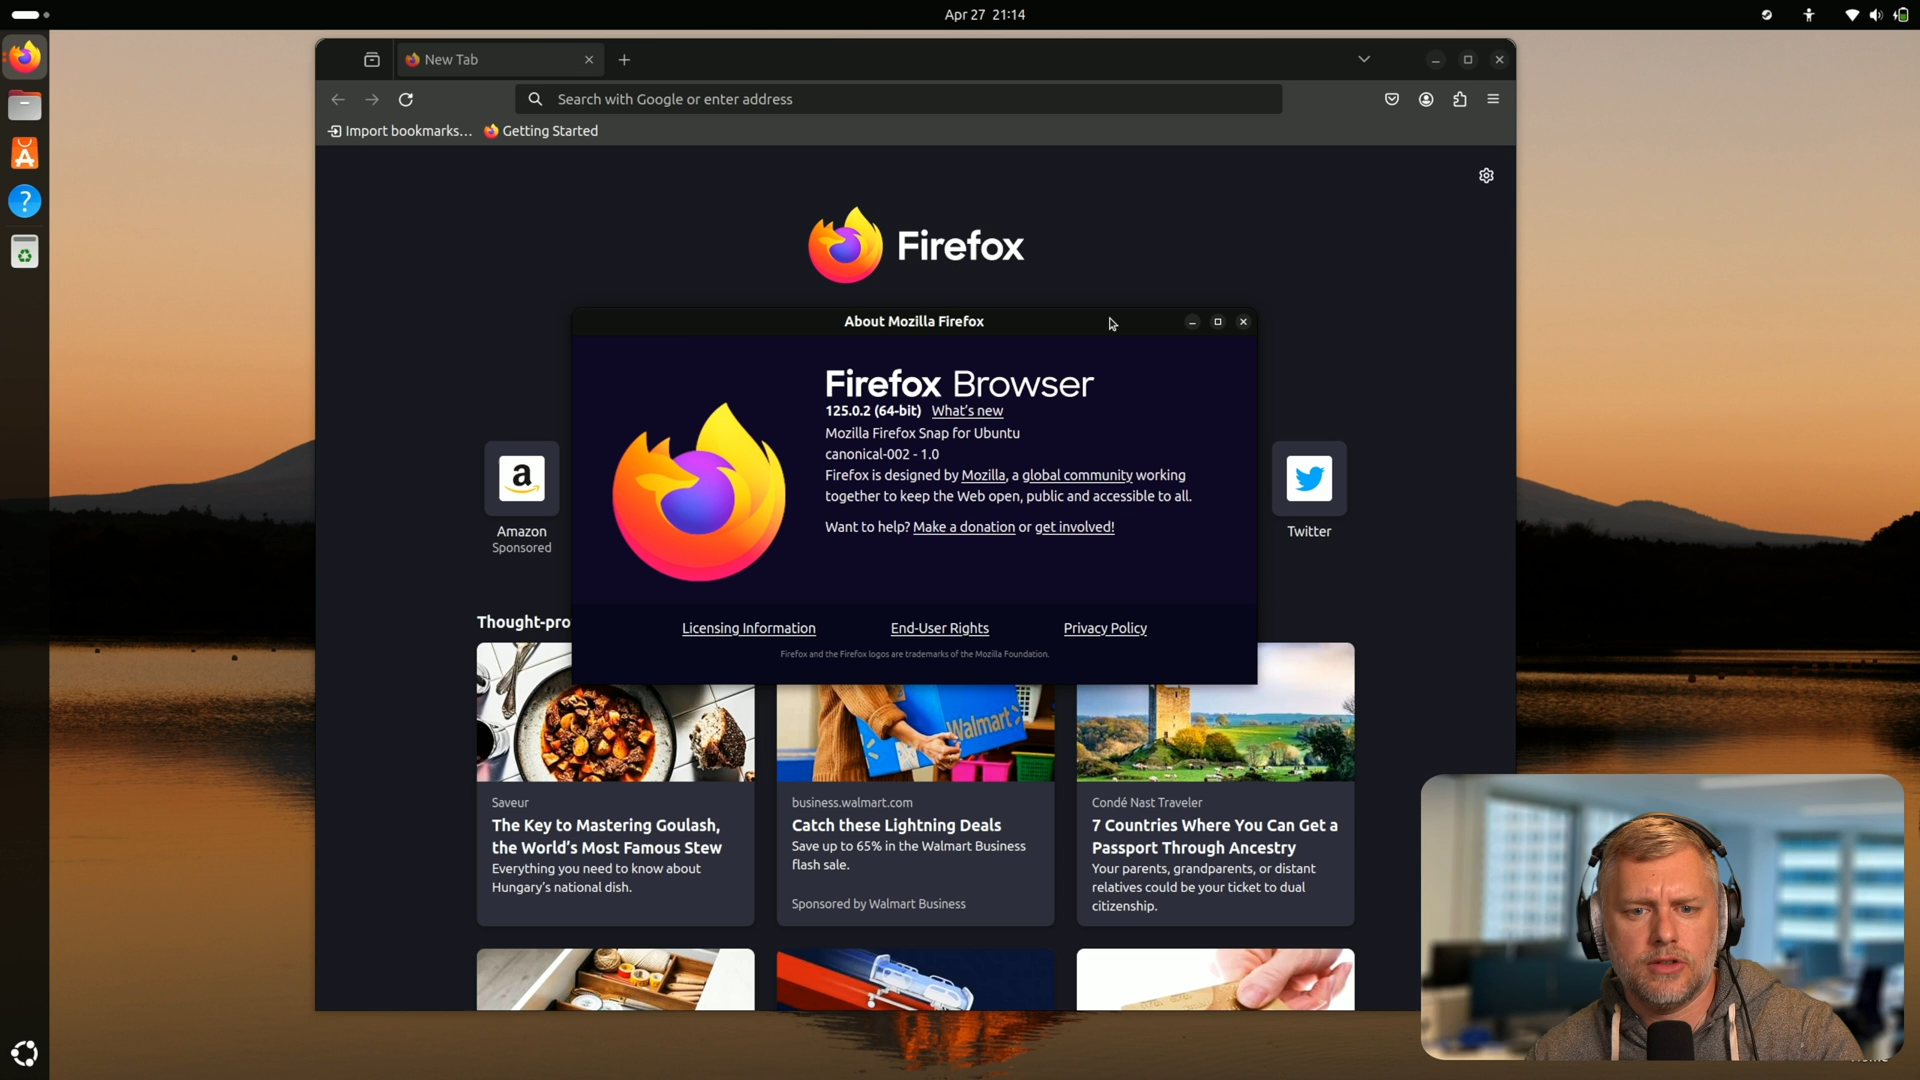 Apr 27 21:14
New Tab
Search with Google or enter address
Import bookmarks...
Getting Started
Firefox
About Mozilla Firefox
Firefox Browser
125.0.2 (64-bit) What's new
Mozilla Firefox Snap for Ubuntu
canonical-002 - 1.0
Firefox is designed by Mozilla, a global community working
together to keep the Web open, public and accessible to all.
Want to help? Make a donation or get involved!
Licensing Information
End-User Rights
Privacy Policy
Firefox and the Firefox logos are trademarks of the Mozilla Foundation.
Amazon
Sponsored
Twitter
Thought-pro
Walmart
Saveur
The Key to Mastering Goulash,
the World's Most Famous Stew
Everything you need to know about
Hungary's national dish.
business.walmart.com
Catch these Lightning Deals
Save up to 65% in the Walmart Business
flash sale.
Sponsored by Walmart Business
Condé Nast Traveler
7 Countries Where You Can Get a
Passport Through Ancestry
Your parents, grandparents, or distant
relatives could be your ticket to dual
citizenship.